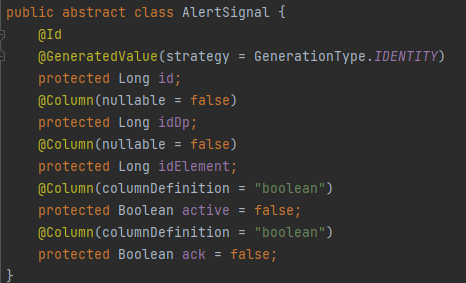 public abstract class AlertSignal {
@Id
@GeneratedValue(strategy = GenerationType.IDENTITY)
protected Long id;
@Column(nullable = false)
protected Long idDp;
@Column(nullable = false)
protected Long idElement;
@Column(columnDefinition = "boolean")
protected Boolean active = false;
@Column(columnDefinition = "boolean")
protected Boolean ack = false;
}